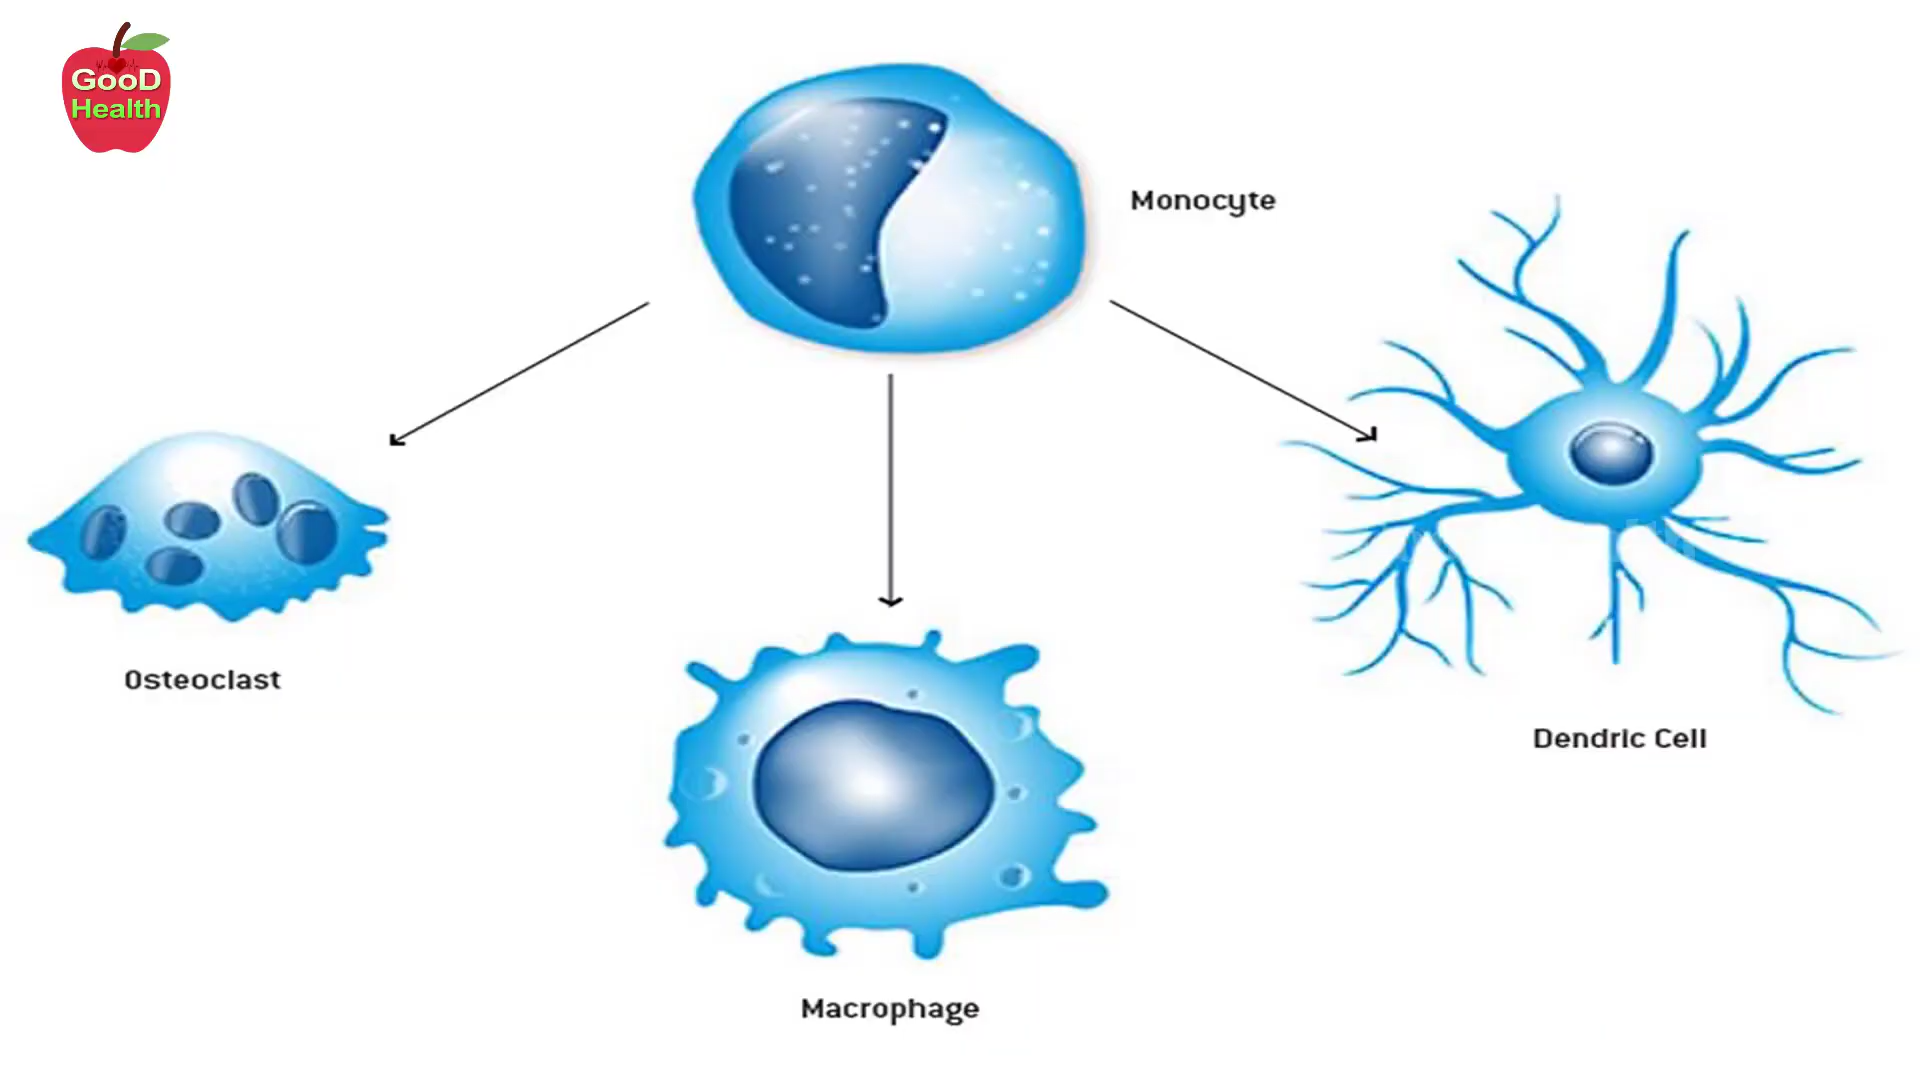 GooD
Health
Monocyte
Osteoclast
Dendric Cell
Macrophage